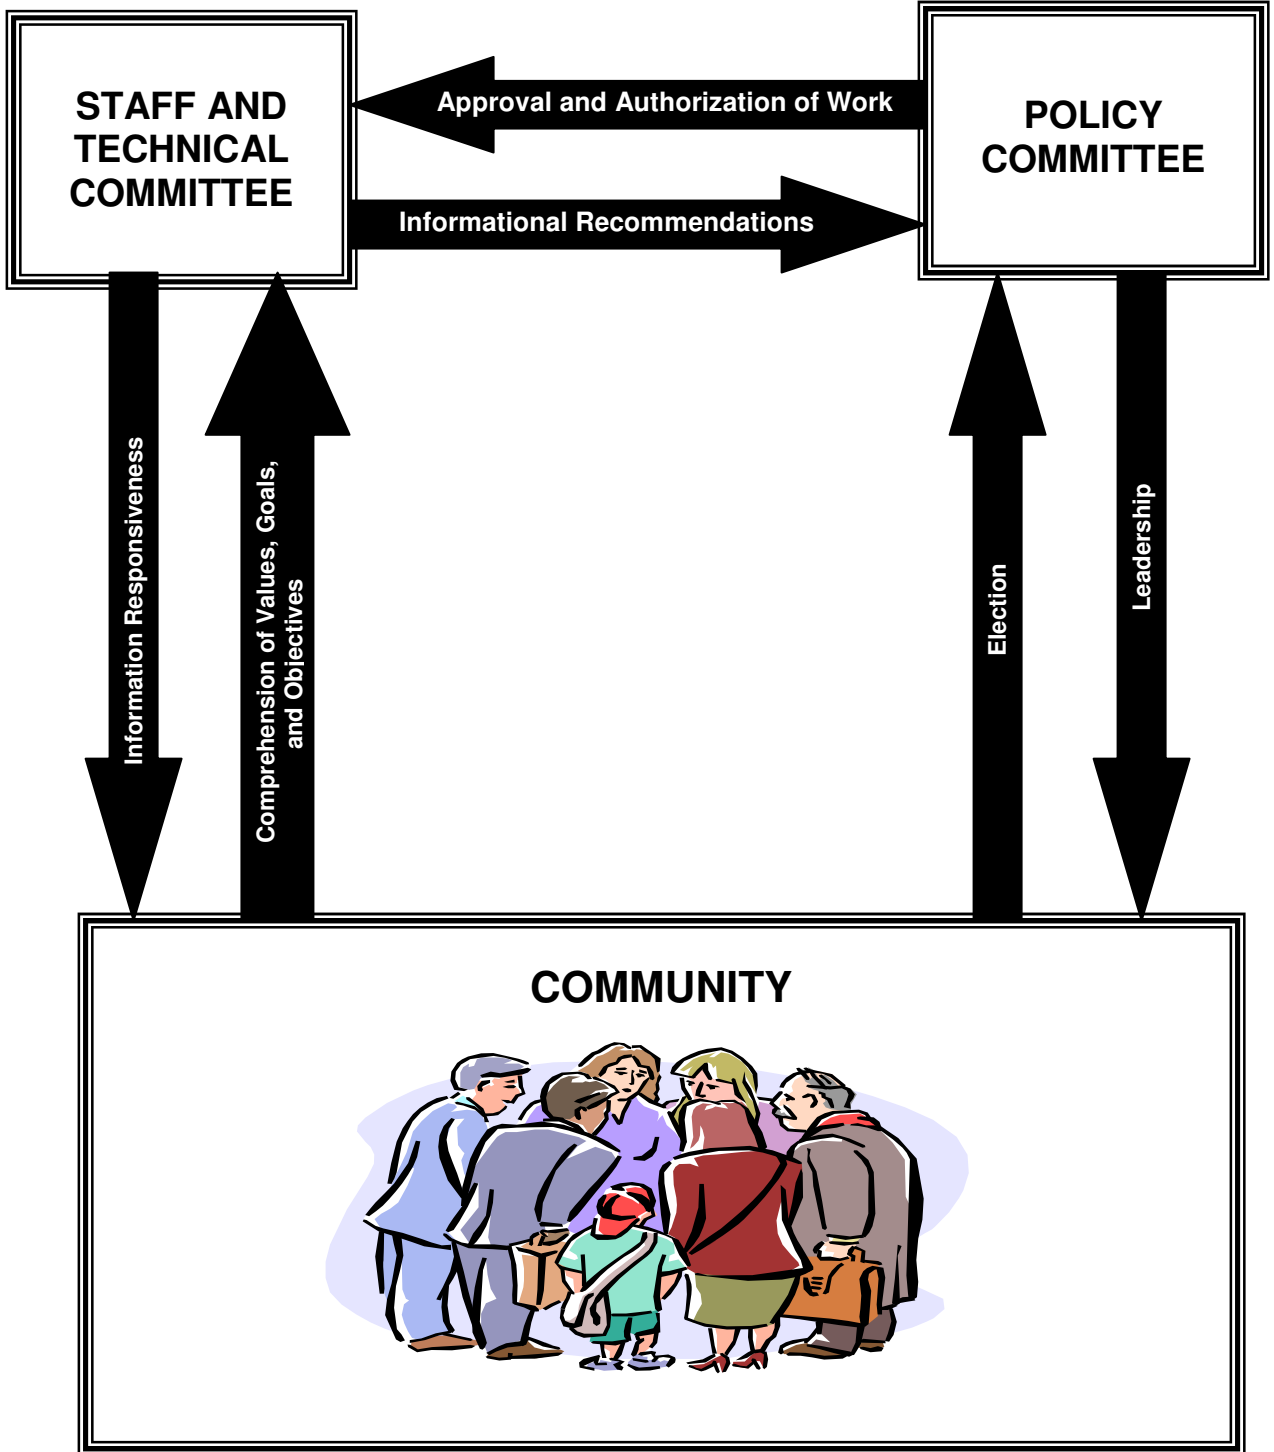 STAFF AND
TECHNICAL
COMMITTEE
Approval and Authorization of Work
Informational Recommendations
POLICY
COMMITTEE
Information Responsiveness
Comprehension of Values, Goals,
and Objectives
Election
Leadership
COMMUNITY